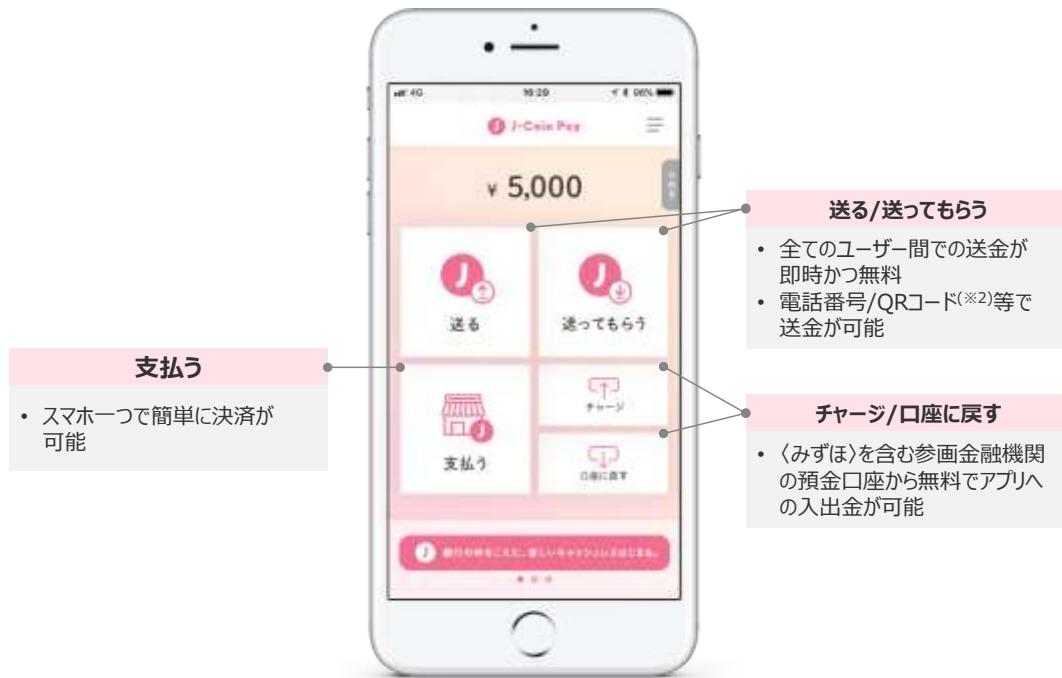 4G 16:29 96%
J-Coin Pay
¥ 5,000
送る
送ってもらう
支払う
チャージ
口座に戻す
支払う
• スマホ一つで簡単に決済が
可能
送る/送ってもらう
• 全てのユーザー間での送金が
即時かつ無料
• 電話番号/QRコード(※2)等で
送金が可能
チャージ/口座に戻す
• 〈みずほ〉を含む参画金融機関
の預金口座から無料でアプリへ
の入出金が可能